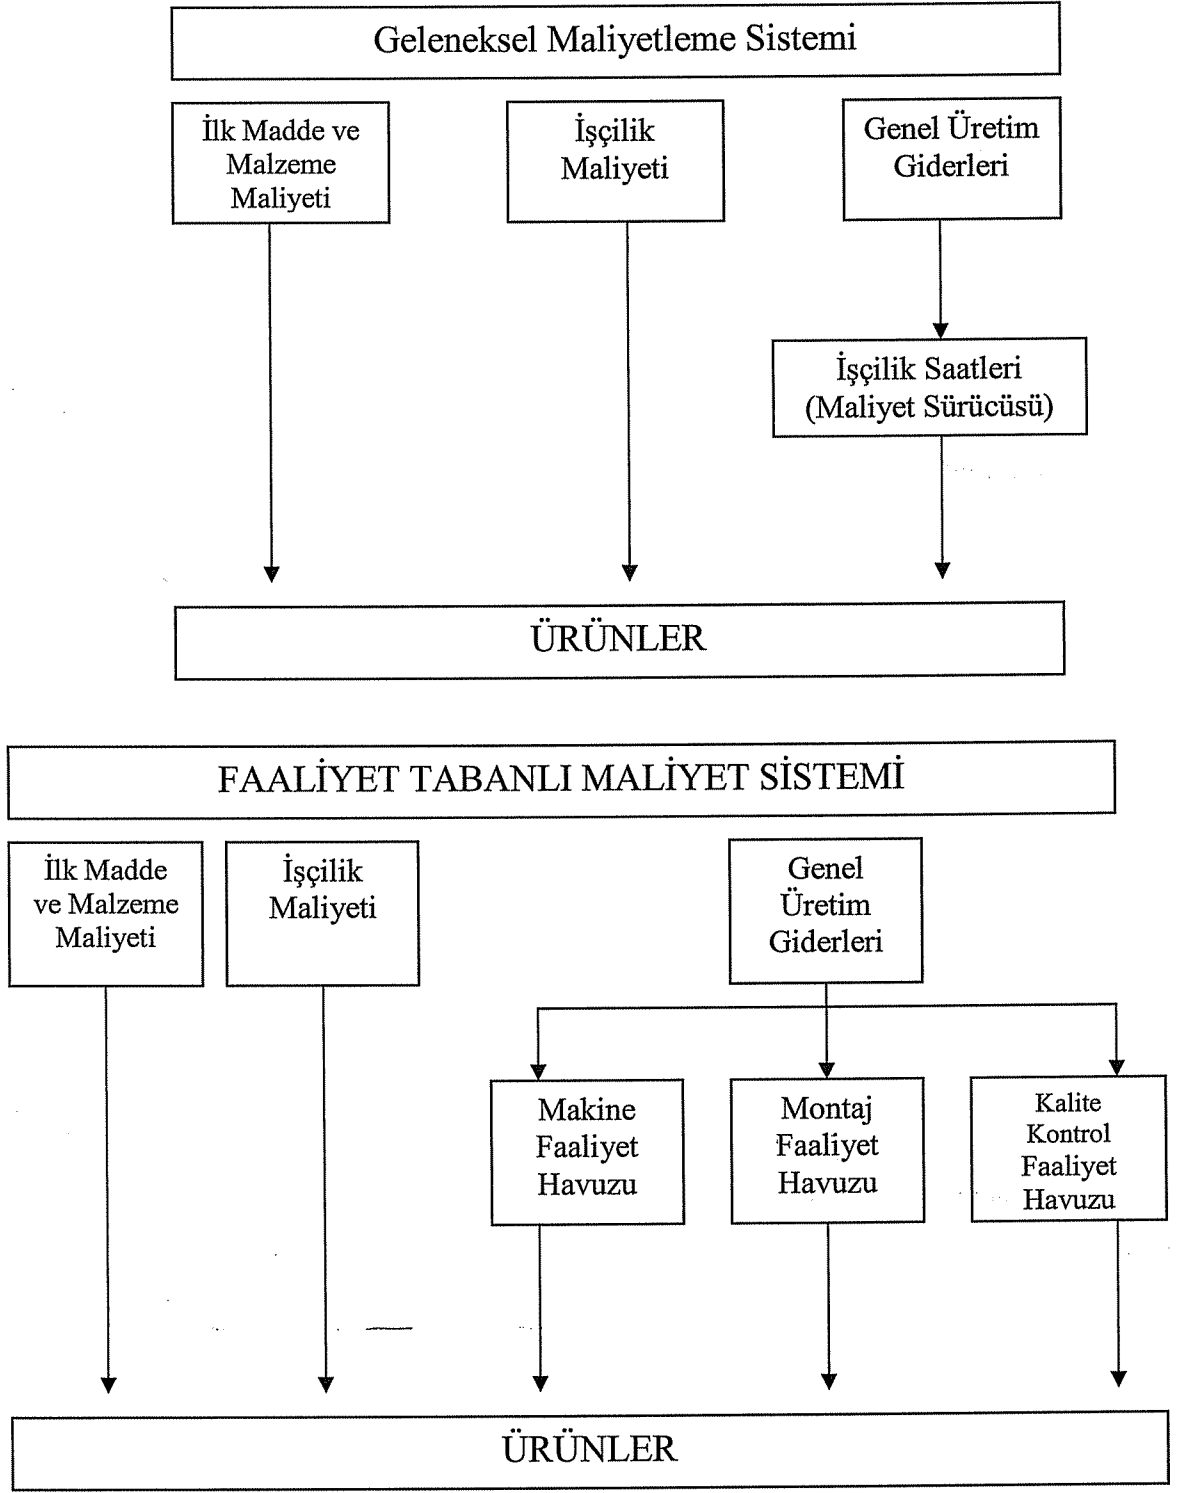 Geleneksel Maliyetleme Sistemi
İlk Madde ve
Malzeme
Maliyeti
İşçilik
Maliyeti
Genel Üretim
Giderleri
İşçilik Saatleri
(Maliyet Sürücüsü)
ÜRÜNLER
FAALİYET TABANLI MALİYET SİSTEMİ
İlk Madde
ve Malzeme
Maliyeti
İşçilik
Maliyeti
Genel
Üretim
Giderleri
Makine
Faaliyet
Havuzu
Montaj
Faaliyet
Havuzu
Kalite
Kontrol
Faaliyet
Havuzu
ÜRÜNLER